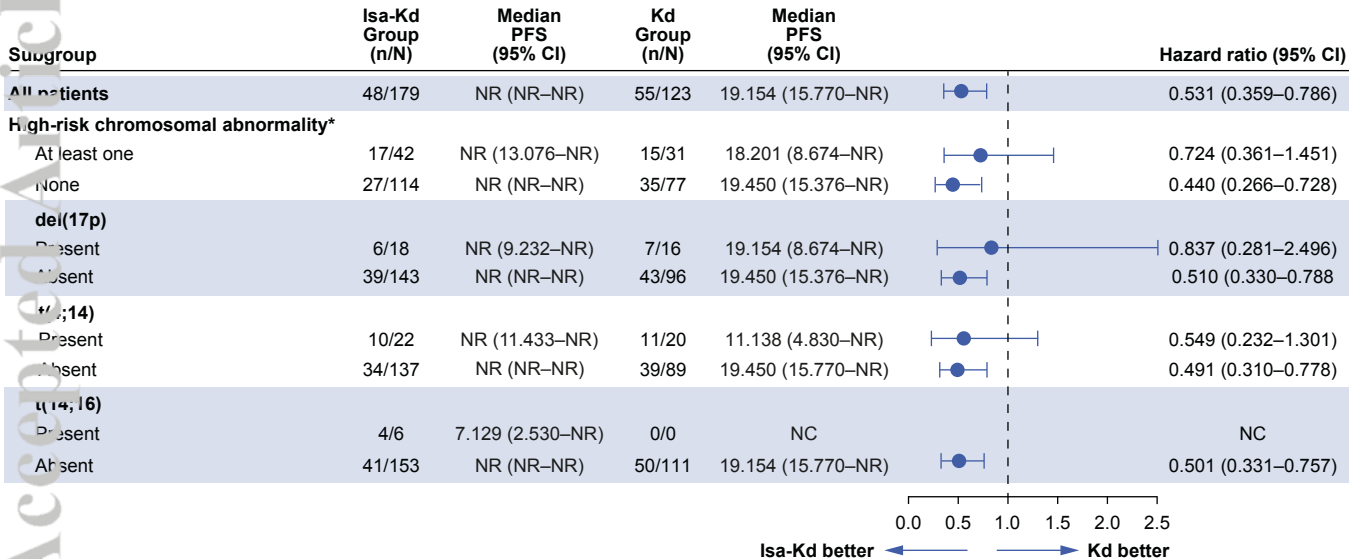 Accepted Articl
Subgroup Isa-Kd Group (n/N) Median PFS (95% CI) Kd Group (n/N) Median PFS (95% CI) Hazard ratio (95% CI)
All patients 48/179 NR (NR–NR) 55/123 19.154 (15.770–NR) 0.531 (0.359–0.786)
High-risk chromosomal abnormality*
At least one 17/42 NR (13.076–NR) 15/31 18.201 (8.674–NR) 0.724 (0.361–1.451)
None 27/114 NR (NR–NR) 35/77 19.450 (15.376–NR) 0.440 (0.266–0.728)
del(17p)
Present 6/18 NR (9.232–NR) 7/16 19.154 (8.674–NR) 0.837 (0.281–2.496)
Absent 39/143 NR (NR–NR) 43/96 19.450 (15.376–NR) 0.510 (0.330–0.788
t(4;14)
Present 10/22 NR (11.433–NR) 11/20 11.138 (4.830–NR) 0.549 (0.232–1.301)
Absent 34/137 NR (NR–NR) 39/89 19.450 (15.770–NR) 0.491 (0.310–0.778)
t(14;16)
Present 4/6 7.129 (2.530–NR) 0/0 NC NC
Absent 41/153 NR (NR–NR) 50/111 19.154 (15.770–NR) 0.501 (0.331–0.757)
0.0 0.5 1.0 1.5 2.0 2.5
Isa-Kd better Kd better